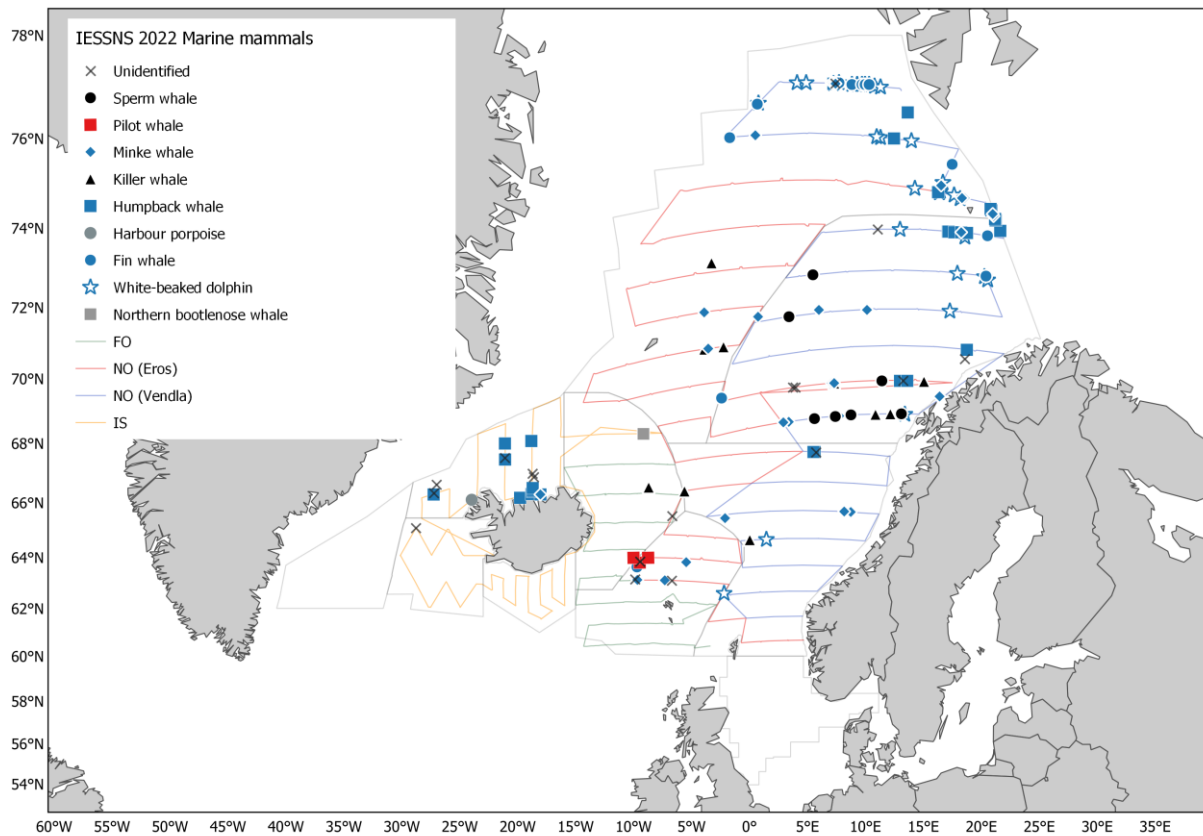 IESSNS 2022 Marine mammals
Unidentified
Sperm whale
Pilot whale
Minke whale
Killer whale
Humpback whale
Harbour porpoise
Fin whale
White-beaked dolphin
Northern bootlenose whale
FO
NO (Eros)
NO (Vendla)
IS
78°N
76°N
74°N
72°N
70°N
68°N
66°N
64°N
62°N
60°N
58°N
56°N
54°N
60°W 55°W 50°W 45°W 40°W 35°W 30°W 25°W 20°W 15°W 10°W 5°W 0° 5°E 10°E 15°E 20°E 25°E 30°E 35°E